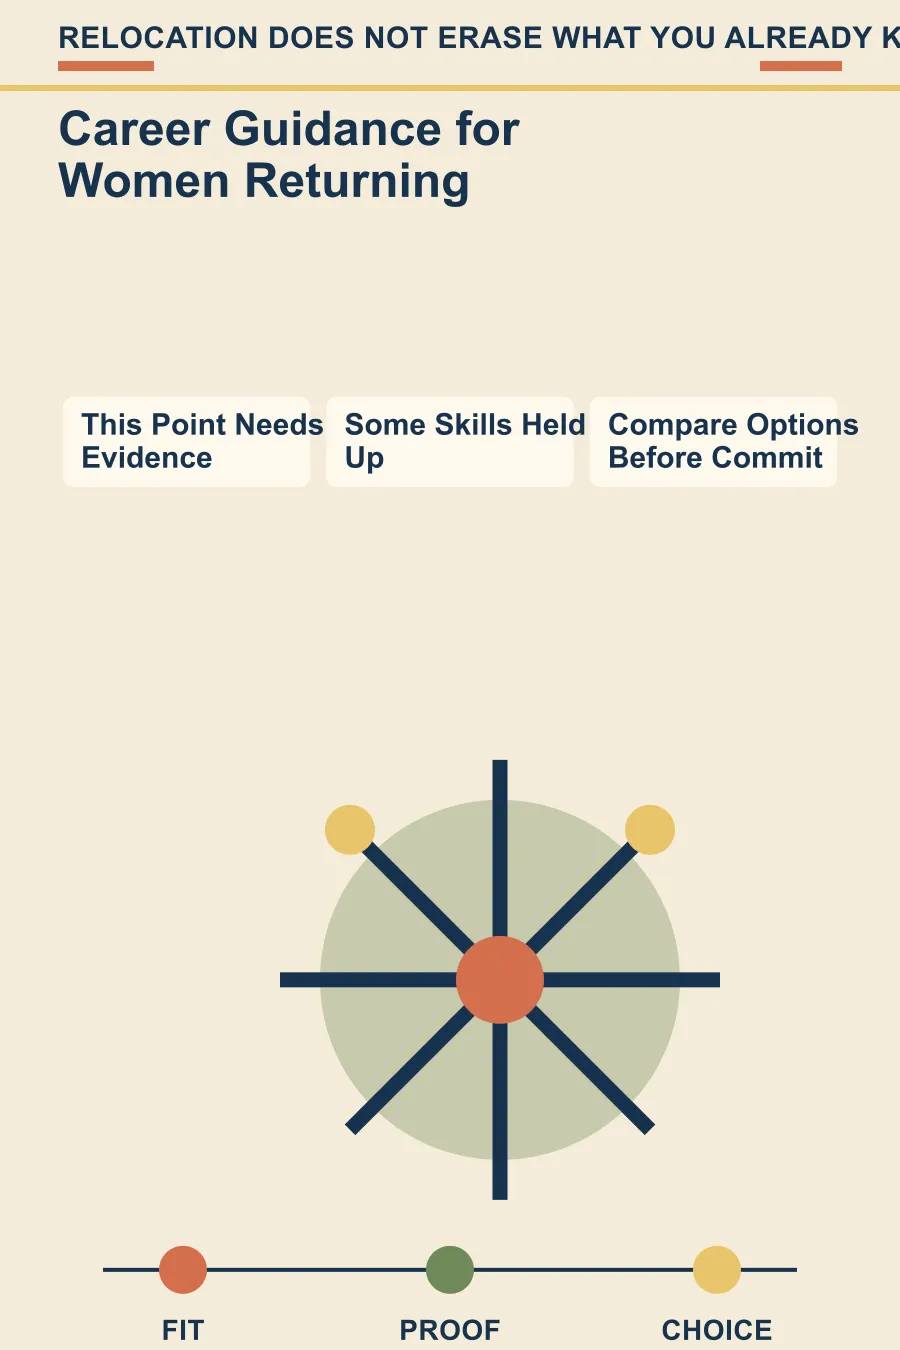 RELOCATION DOES NOT ERASE WHAT YOU ALREADY K
Career Guidance for
Women Returning
This Point Needs
Evidence
Some Skills Held
Up
Compare Options
Before Commit
FIT
PROOF
CHOICE